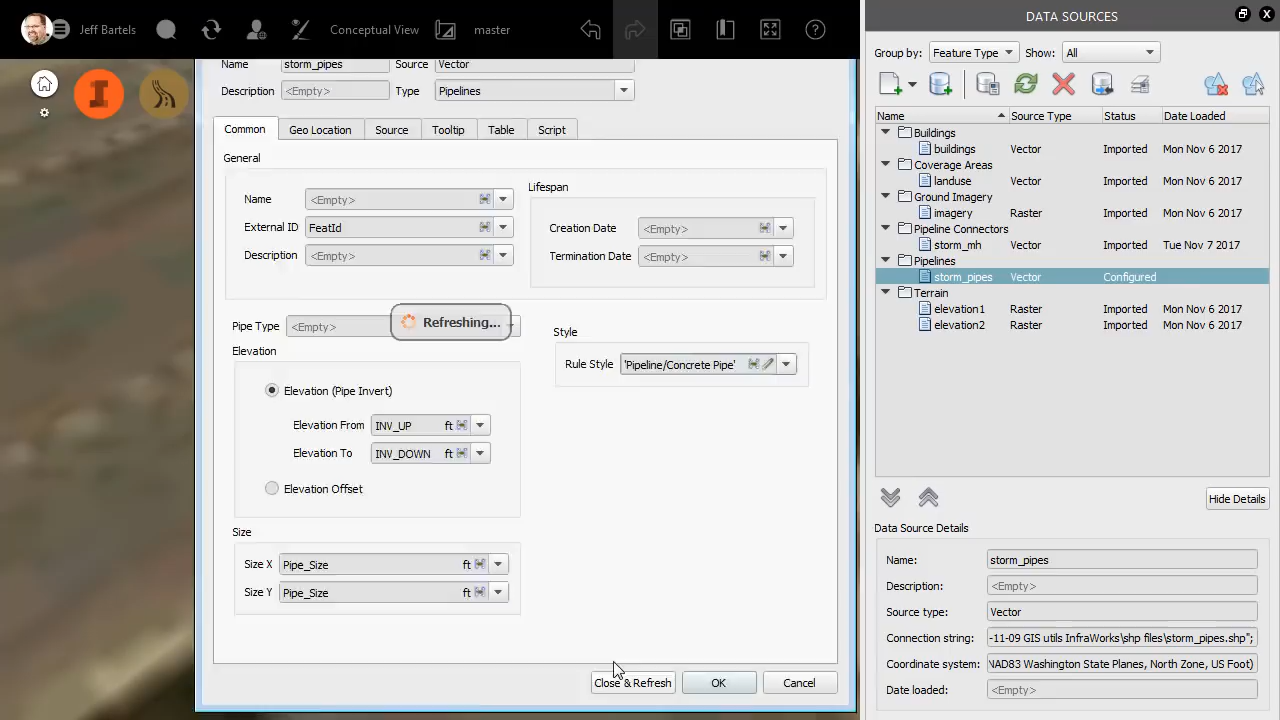 Jeff Bartels
Conceptual View
master
Name storm_pipes Source Vector
Description <Empty> Type Pipelines
Common Geo Location Source Tooltip Table Script
General
Name <Empty>
External ID FeatId
Description <Empty>
Lifespan
Creation Date <Empty>
Termination Date <Empty>
Pipe Type <Empty>
Refreshing...
Style
Rule Style 'Pipeline/Concrete Pipe'
Elevation
Elevation (Pipe Invert)
Elevation From INV_UP ft
Elevation To INV_DOWN ft
Elevation Offset
Size
Size X Pipe_Size ft
Size Y Pipe_Size ft
Close & Refresh OK Cancel
DATA SOURCES
Group by: Feature Type Show: All
Name Source Type Status Date Loaded
Buildings
buildings Vector Imported Mon Nov 6 2017
Coverage Areas
landuse Vector Imported Mon Nov 6 2017
Ground Imagery
imagery Raster Imported Mon Nov 6 2017
Pipeline Connectors
storm_mh Vector Imported Tue Nov 7 2017
Pipelines
storm_pipes Vector Configured
Terrain
elevation1 Raster Imported Mon Nov 6 2017
elevation2 Raster Imported Mon Nov 6 2017
Hide Details
Data Source Details
Name: storm_pipes
Description: <Empty>
Source type: Vector
Connection string: -11-09 GIS utils InfraWorks\shp files\storm_pipes.shp";
Coordinate system: NAD83 Washington State Planes, North Zone, US Foot)
Date loaded: <Empty>